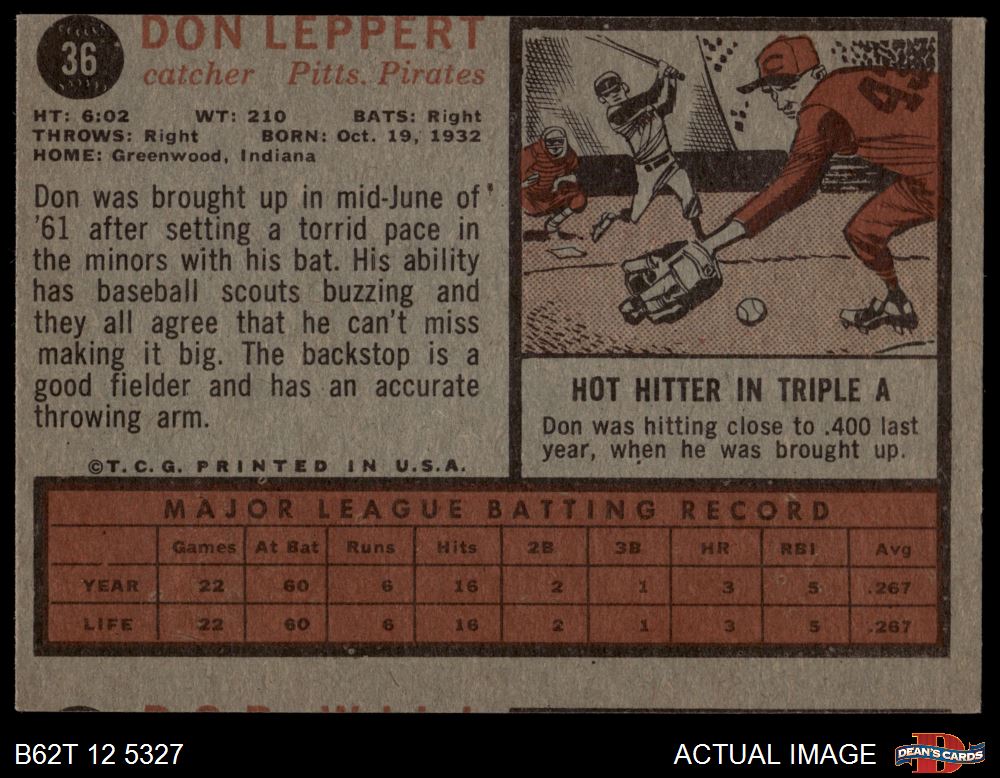 36
DON LEPPERT
catcher Pitts. Pirates
HT: 6:02 WT: 210 BATS: Right
THROWS: Right BORN: Oct. 19, 1932
HOME: Greenwood, Indiana
Don was brought up in mid-June of
'61 after setting a torrid pace in
the minors with his bat. His ability
has baseball scouts buzzing and
they all agree that he can't miss
making it big. The backstop is a
good fielder and has an accurate
throwing arm.
©T.C.G. PRINTED IN U.S.A.
C
HOT HITTER IN TRIPLE A
Don was hitting close to .400 last
year, when he was brought up.
MAJOR LEAGUE BATTING RECORD
Games At Bat Runs Hits 2B 3B HR RBI Avg
YEAR 22 60 6 16 2 1 3 5 .267
LIFE 22 60 6 16 2 1 3 5 .267
B62T 12 5327
ACTUAL IMAGE
DEAN'S CARDS